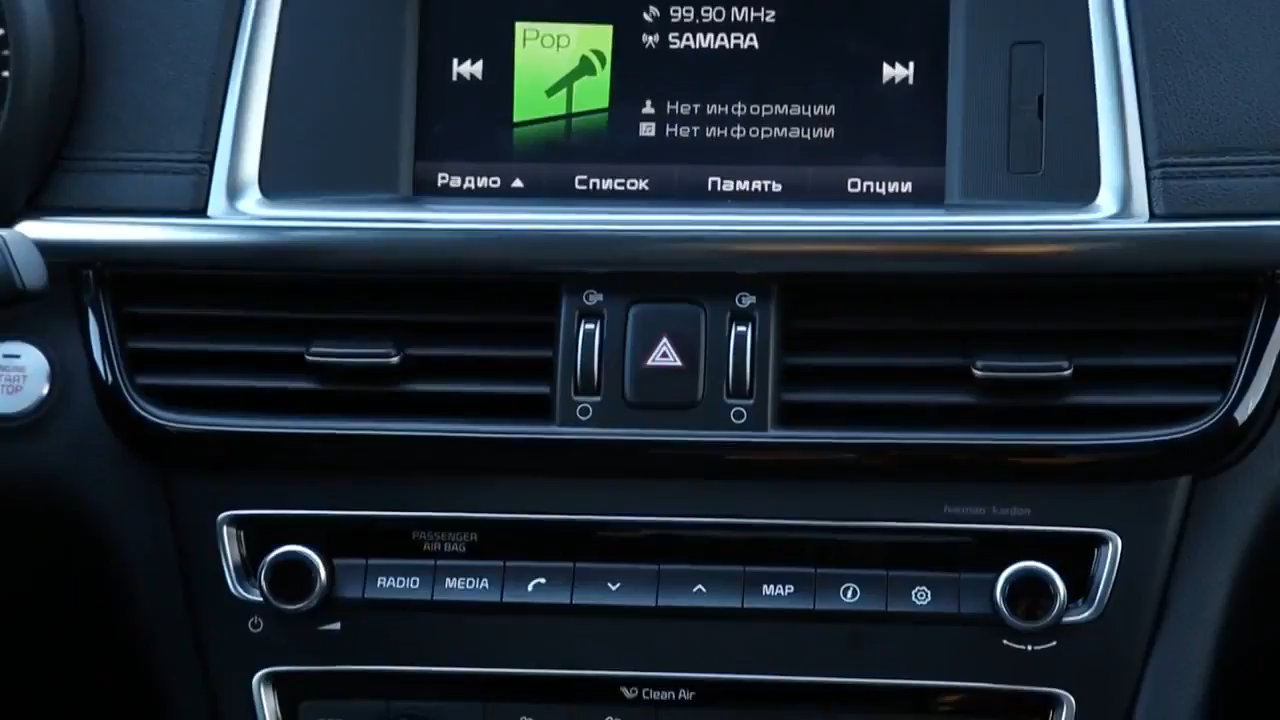 Pop
99.90 MHz
SAMARA
Нет информации
Нет информации
Радио
Список
Память
Опции
START
STOP
harman kardon
PASSENGER
AIR BAG
RADIO
MEDIA
MAP
Clean Air